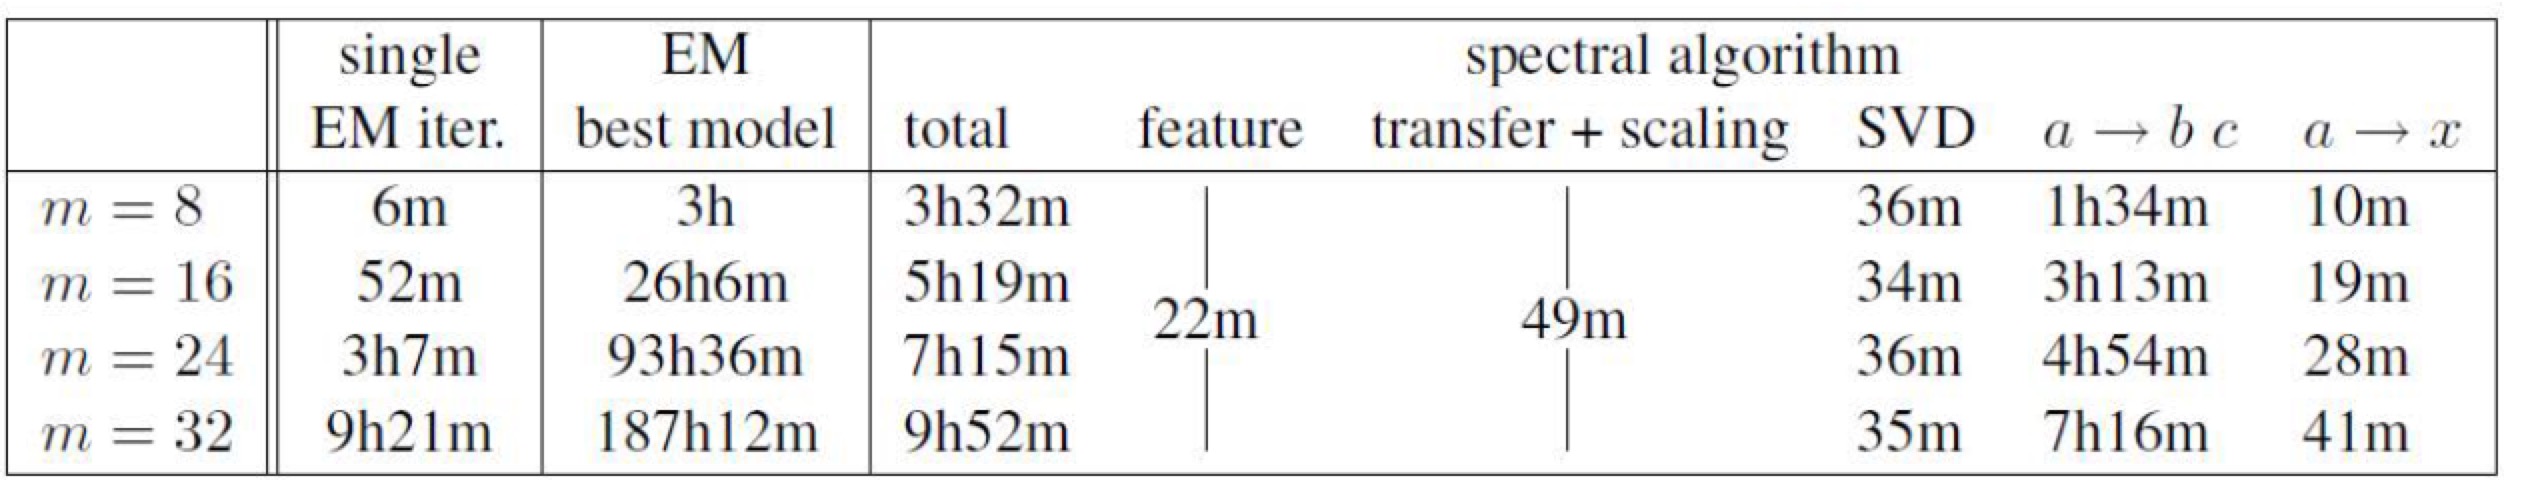 single EM spectral algorithm
EM iter. best model total feature transfer + scaling SVD a → b c a → x
m = 8 6m 3h 3h32m 36m 1h34m 10m
m = 16 52m 26h6m 5h19m 34m 3h13m 19m
22m 49m
m = 24 3h7m 93h36m 7h15m 36m 4h54m 28m
m = 32 9h21m 187h12m 9h52m 35m 7h16m 41m